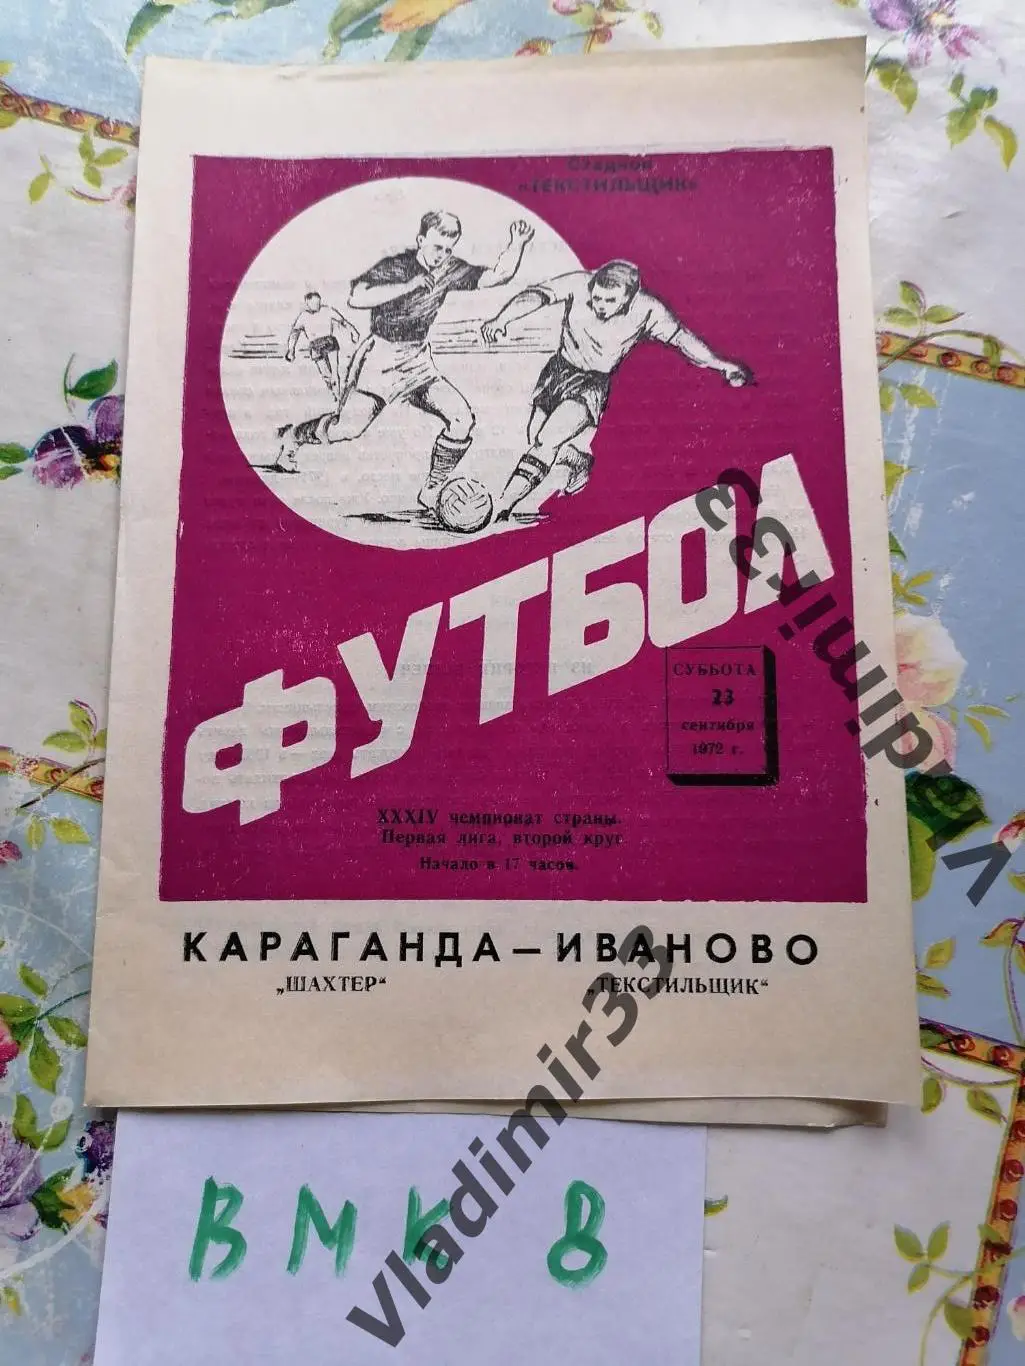 Стадион
«ТЕКСТИЛЬЩИК»
ФУТБОЛ
СУББОТА
23
сентября
1972 г.
XXXIV чемпионат страны.
Первая лига, второй круг
Начало в 17 часов.
КАРАГАНДА — ИВАНОВО
„ШАХТЕР“ „ТЕКСТИЛЬЩИК“
ВМК 8
vladimir33
vladimir33